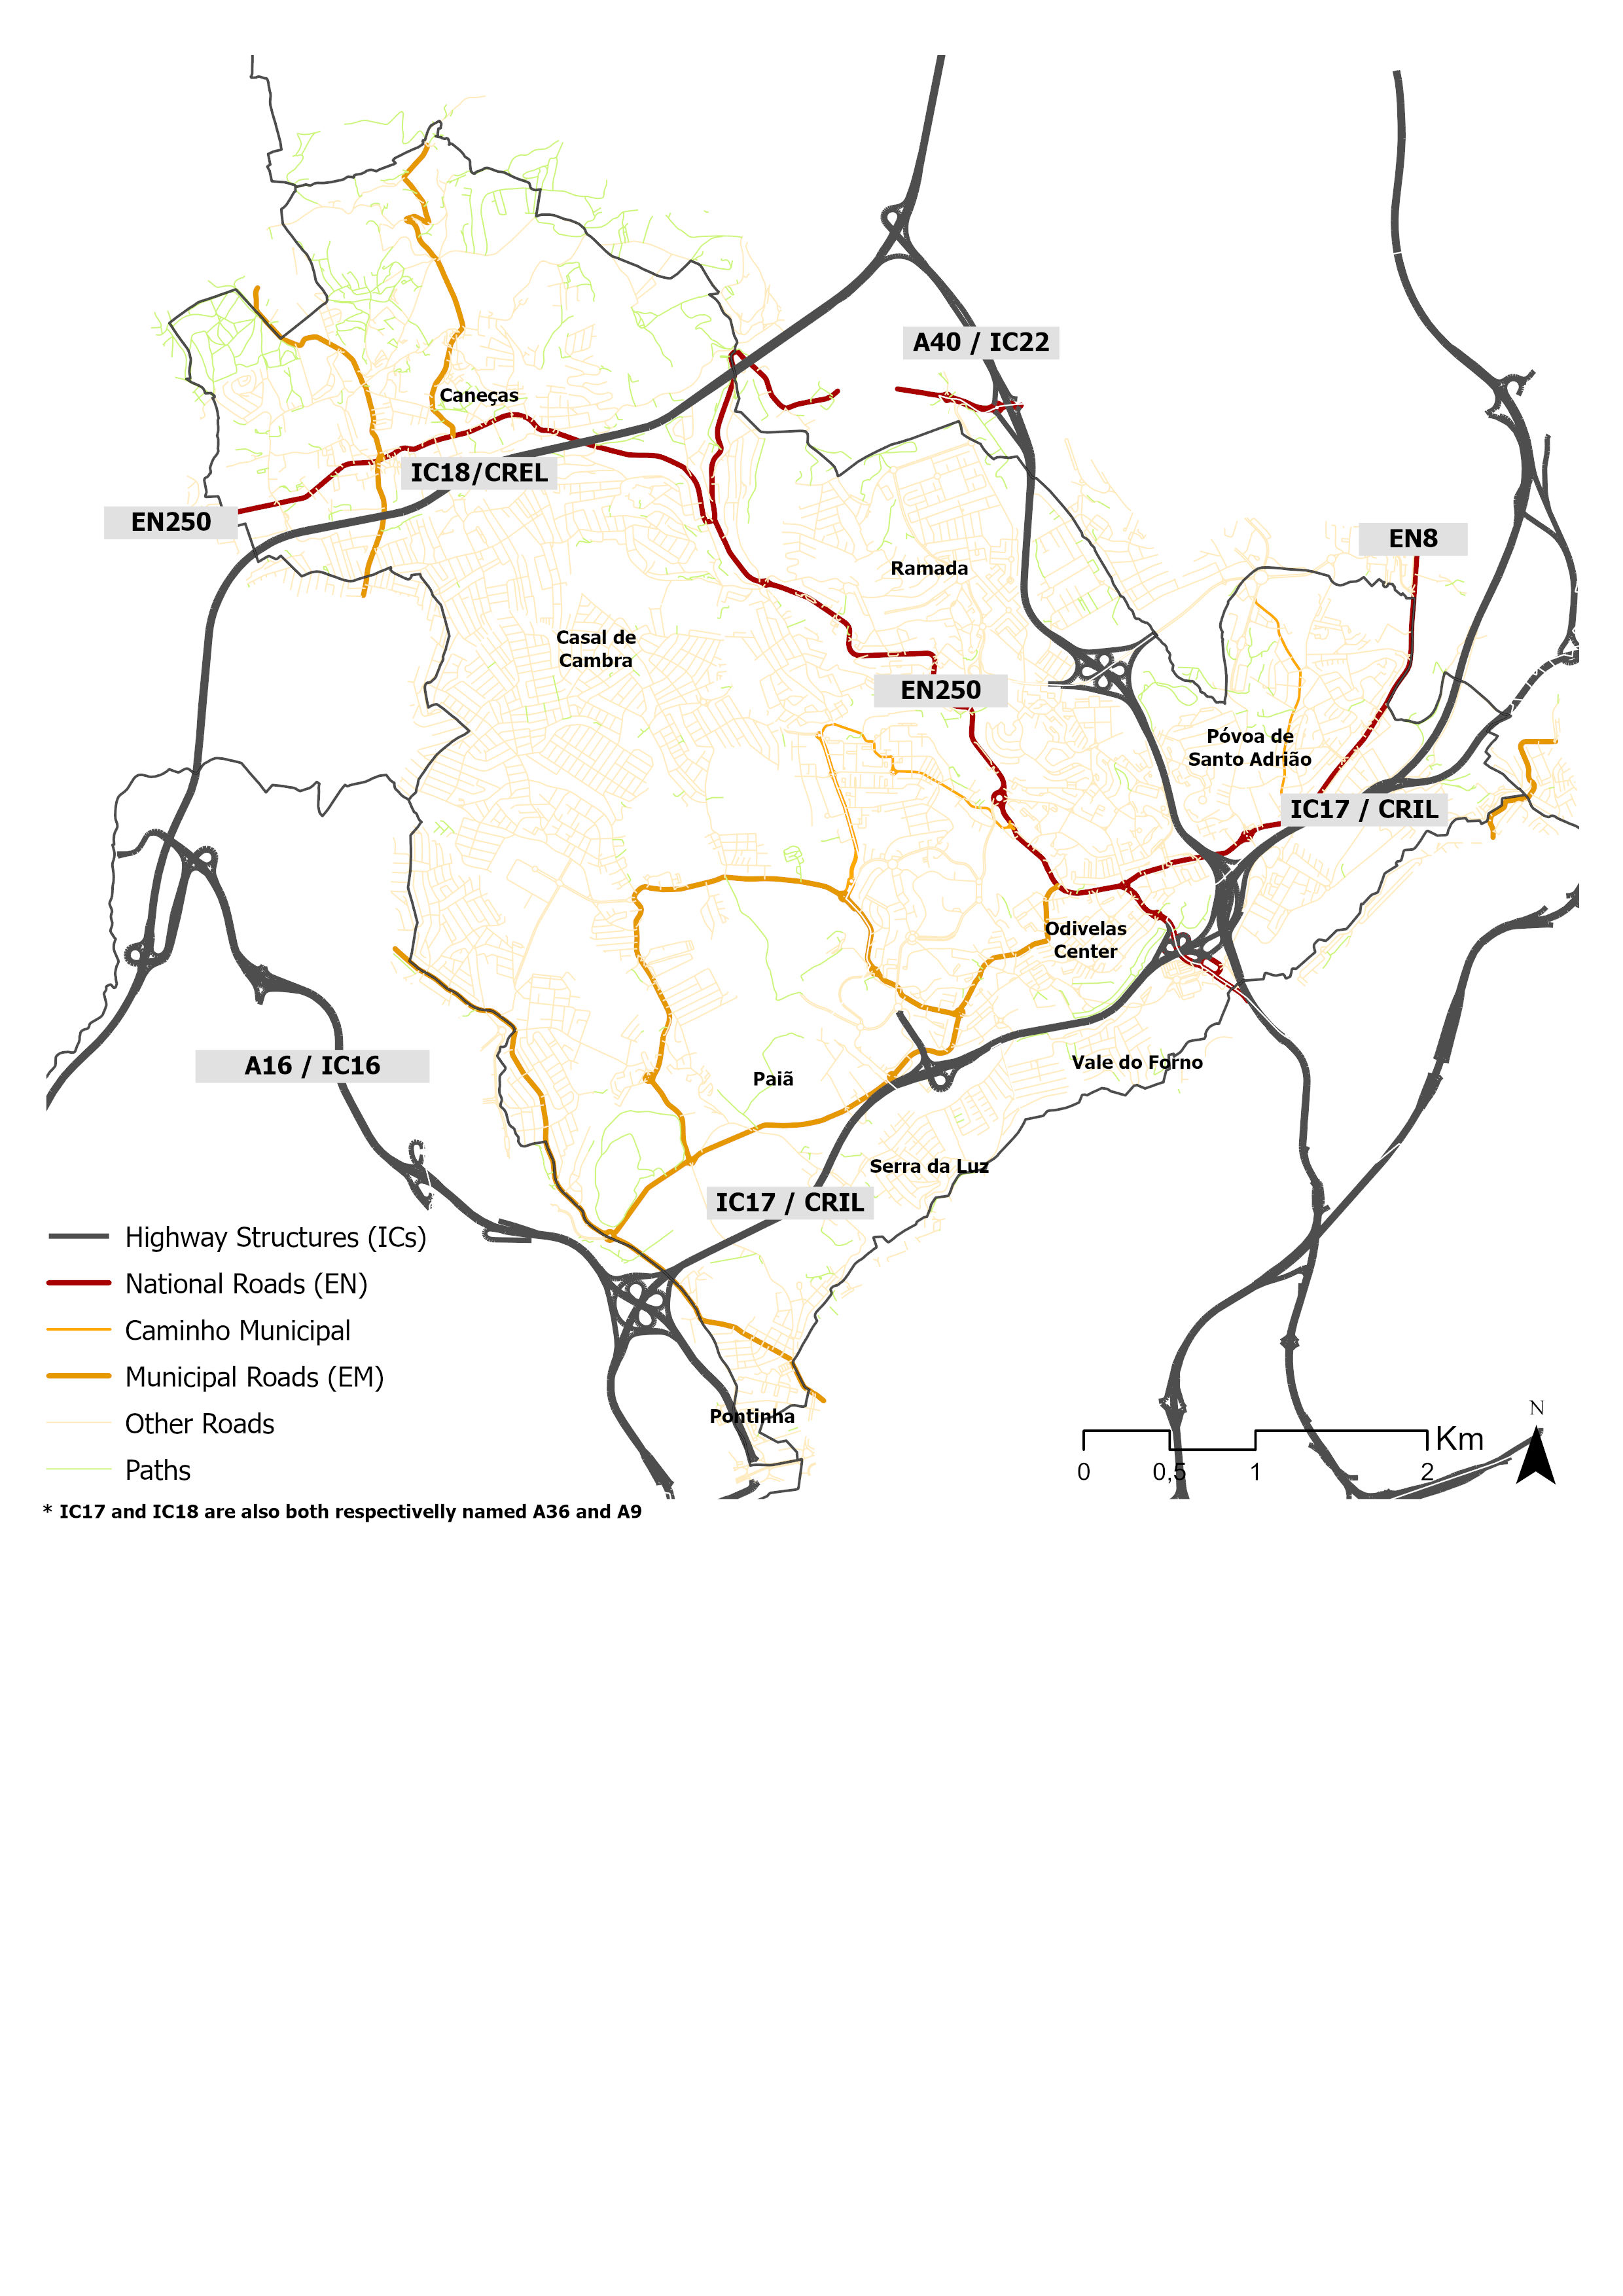 A40 / IC22
Caneças
IC18/CREL
EN250
EN8
Ramada
Casal de
Cambra
EN250
Póvoa de
Santo Adrião
IC17 / CRIL
Odivelas
Center
A16 / IC16
Vale do Forno
Paiã
Serra da Luz
IC17 / CRIL
Highway Structures (ICs)
National Roads (EN)
Caminho Municipal
Municipal Roads (EM)
Other Roads
Paths
Pontinha
N
Km
0 0,5 1 2
* IC17 and IC18 are also both respectivelly named A36 and A9